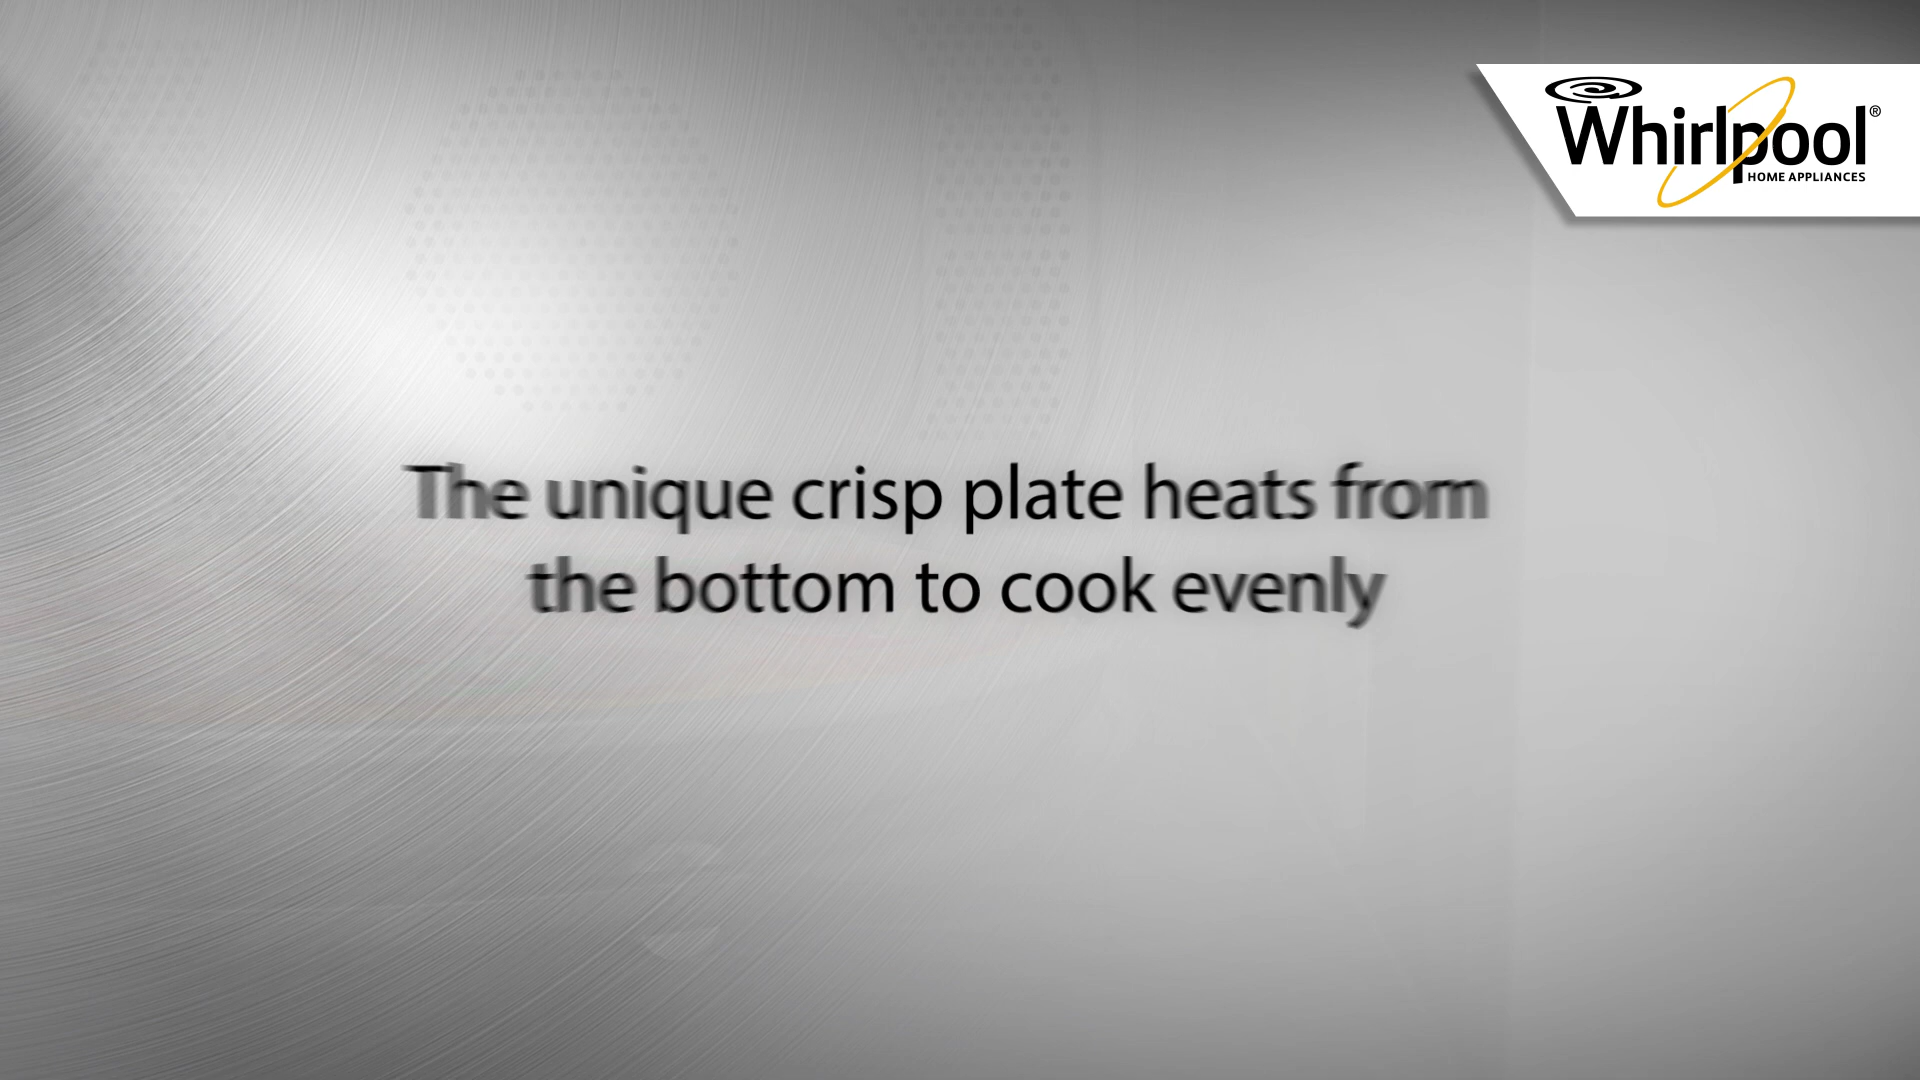 Whirlpool®
HOME APPLIANCES
The unique crisp plate heats from
the bottom to cook evenly